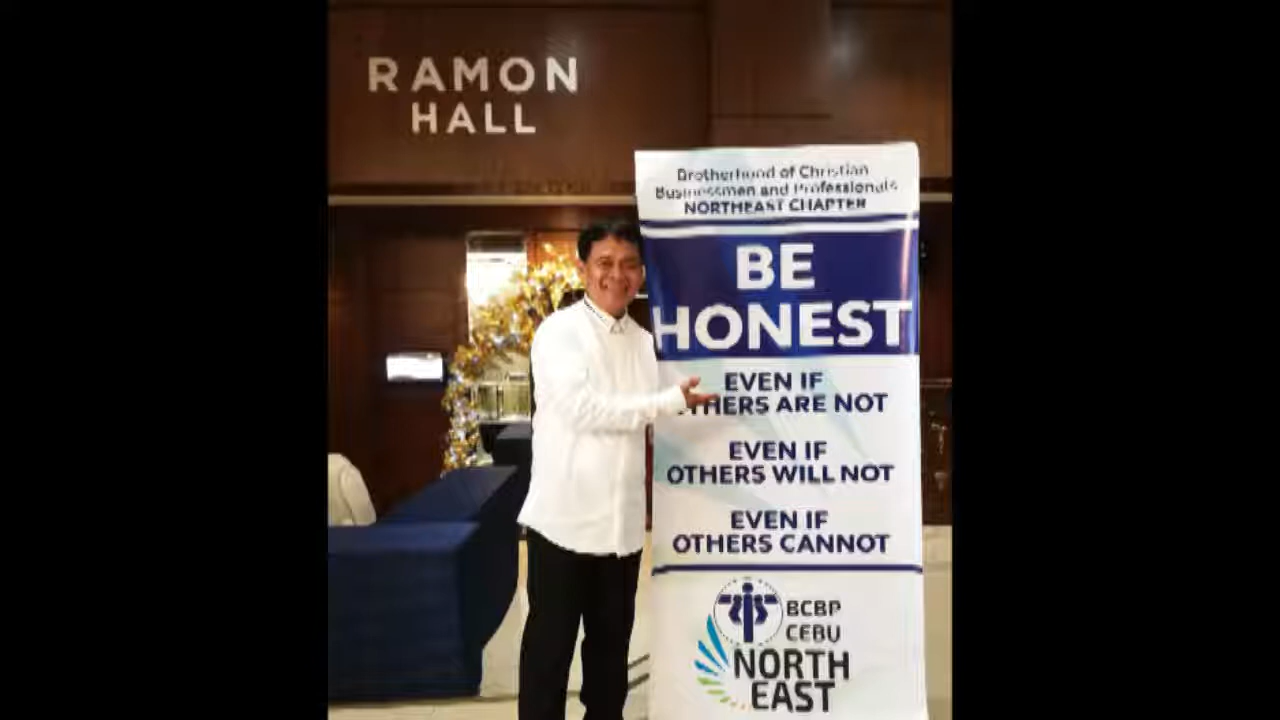 RAMON
HALL
Brotherhood of Christian
Businessmen and Professionals
NORTHEAST CHAPTER
BE
HONEST
EVEN IF
OTHERS ARE NOT
EVEN IF
OTHERS WILL NOT
EVEN IF
OTHERS CANNOT
BCBP
CEBU
NORTH
EAST